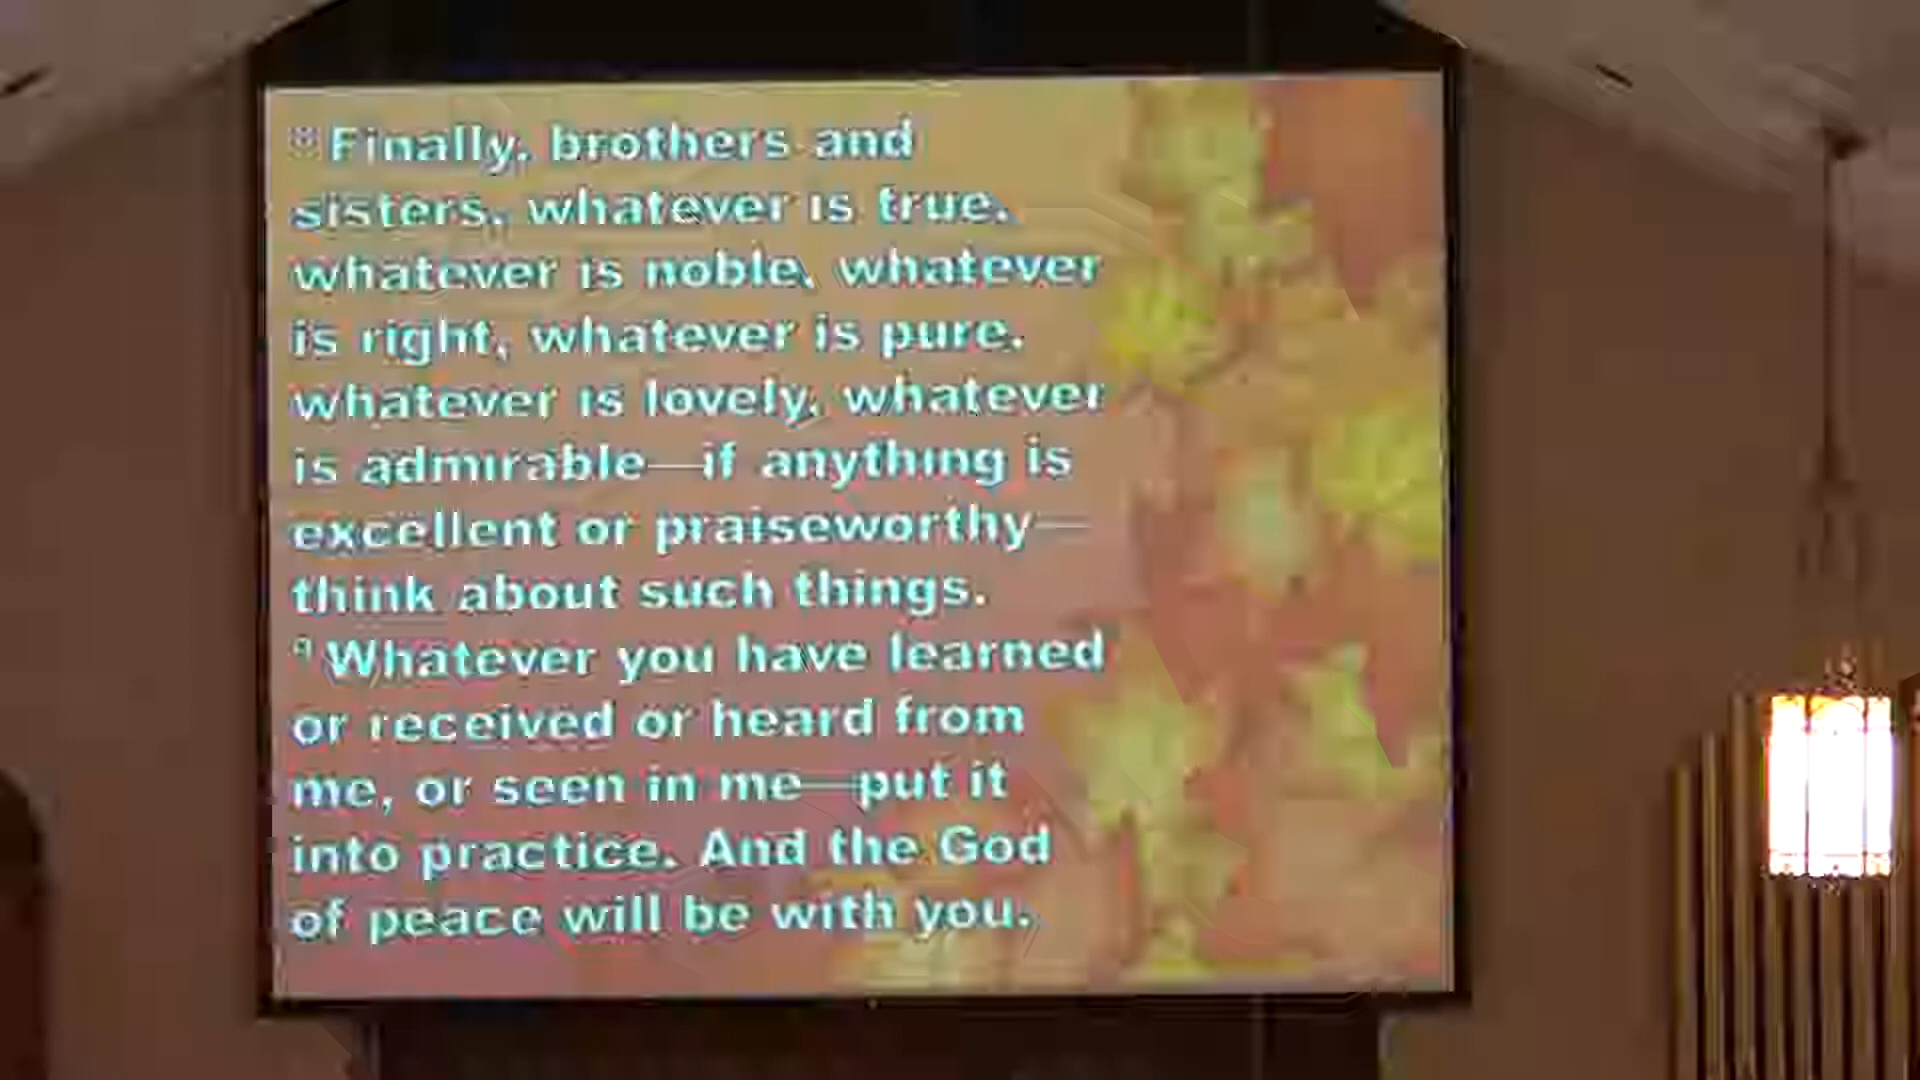 8 Finally, brothers and
sisters, whatever is true,
whatever is noble, whatever
is right, whatever is pure,
whatever is lovely, whatever
is admirable—if anything is
excellent or praiseworthy—
think about such things.
9 Whatever you have learned
or received or heard from
me, or seen in me—put it
into practice. And the God
of peace will be with you.